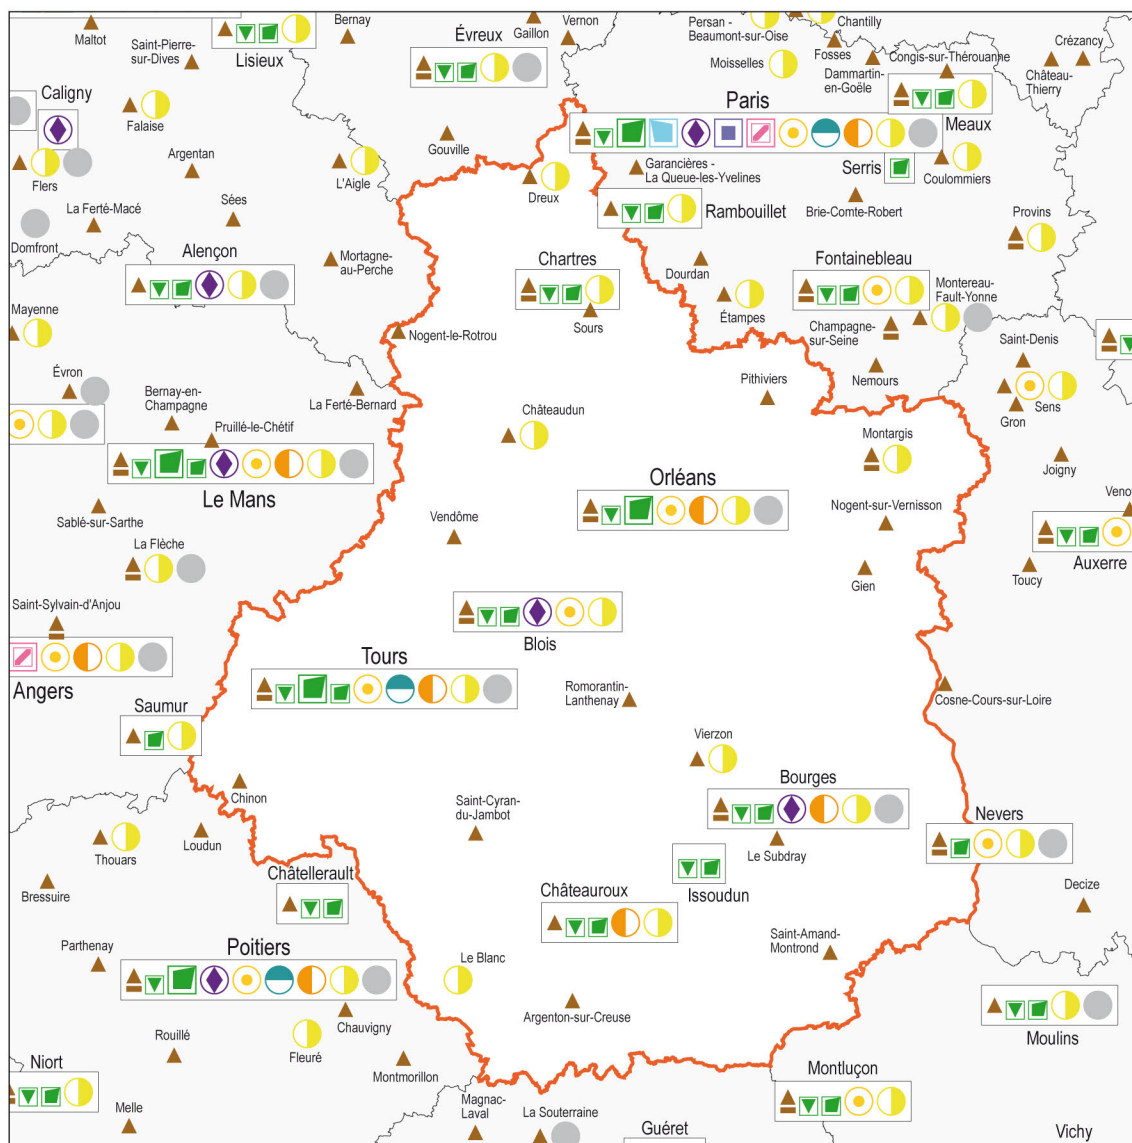 Maltot
Saint-Pierre-
sur-Dives
Lisieux
Bernay
Évreux
Gaillon
Vernon
Persan -
Beaumont-sur-Oise
Moisselles
Chantilly
Fosses
Dammartin-
en-Goële
Congis-sur-Thérouanne
Crézancy
Château-
Thierry
Caligny
Falaise
Paris
Meaux
Flers
Argentan
L'Aigle
Gouville
Dreux
Garancières -
La Queue-les-Yvelines
Serris
Coulommiers
La Ferté-Macé
Sées
Rambouillet
Brie-Comte-Robert
Provins
Domfront
Alençon
Mortagne-
au-Perche
Chartres
Dourdan
Fontainebleau
Montereau-
Fault-Yonne
Mayenne
Sours
Étampes
Champagne-
sur-Seine
Nogent-le-Rotrou
Saint-Denis
Évron
Bernay-en-
Champagne
La Ferté-Bernard
Pithiviers
Nemours
Sens
Gron
Pruillé-le-Chétif
Châteaudun
Montargis
Joigny
Le Mans
Orléans
Sablé-sur-Sarthe
Vendôme
Nogent-sur-Vernisson
Veno
La Flèche
Gien
Toucy
Auxerre
Saint-Sylvain-d'Anjou
Blois
Angers
Tours
Romorantin-
Lanthenay
Cosne-Cours-sur-Loire
Saumur
Vierzon
Chinon
Saint-Cyran-
du-Jambot
Bourges
Nevers
Thouars
Loudun
Le Subdray
Châtellerault
Issoudun
Bressuire
Châteauroux
Decize
Parthenay
Poitiers
Le Blanc
Saint-Amand-
Montrond
Argenton-sur-Creuse
Chauvigny
Rouillé
Fleuré
Moulins
Niort
Montmorillon
Montluçon
Melle
Magnac-
Laval
La Souterraine
Guéret
Vichy